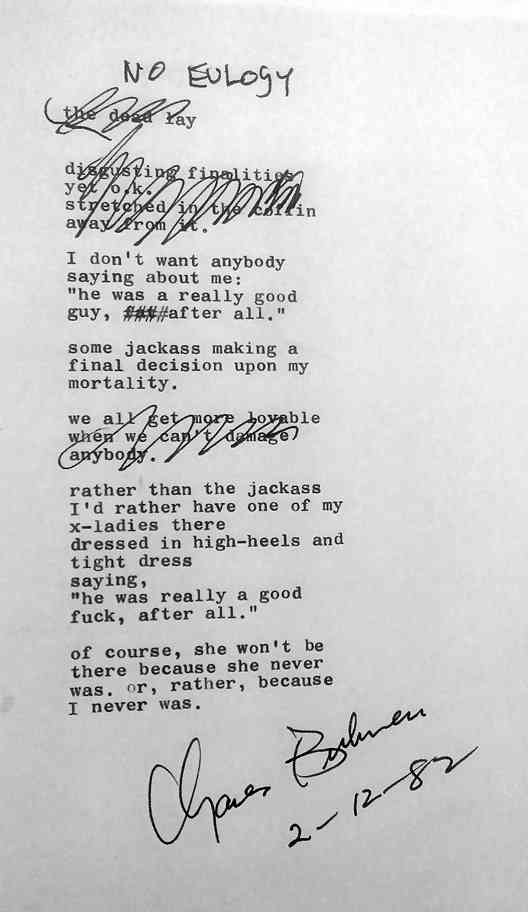 NO EULOGY
the dead lay
disgusting finalities
yet o.k.
stretched in the coffin
away from it.
I don't want anybody
saying about me:
"he was a really good
guy, ####after all."
some jackass making a
final decision upon my
mortality.
we all get more lovable
when we can't damage
anybody.
rather than the jackass
I'd rather have one of my
x-ladies there
dressed in high-heels and
tight dress
saying,
"he was really a good
fuck, after all."
of course, she won't be
there because she never
was. or, rather, because
I never was.
Charles Bukowski
2-12-82